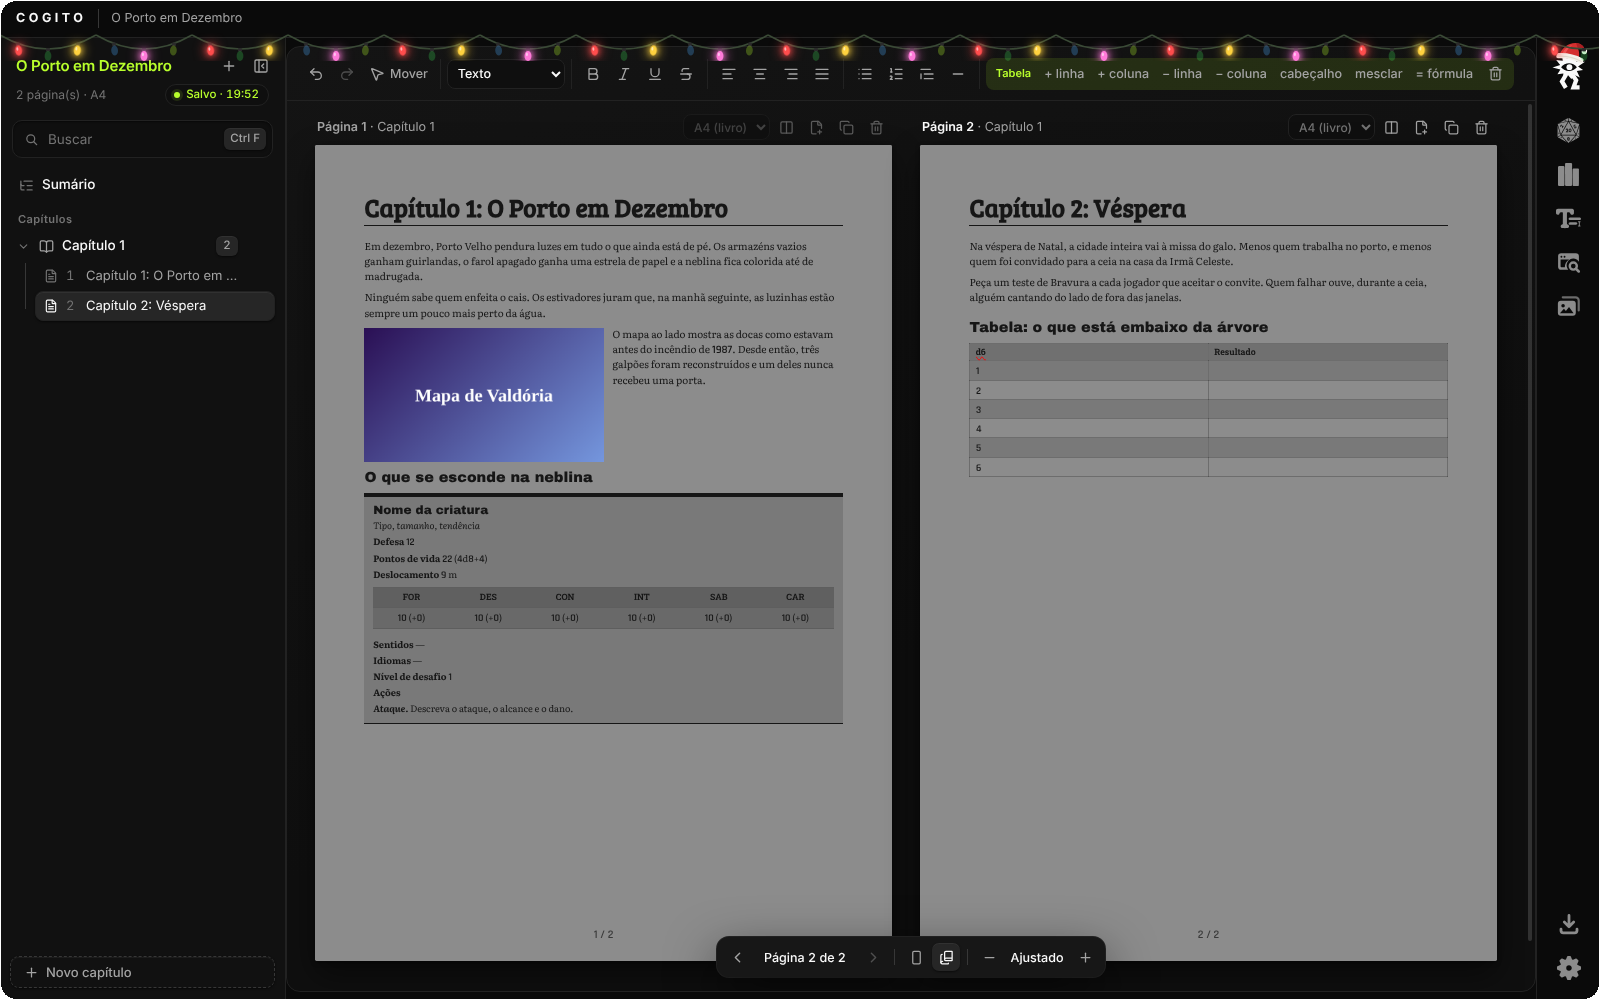 COGITO
O Porto em Dezembro
O Porto em Dezembro
2 página(s) · A4
Salvo · 19:52
Buscar
Ctrl F
Sumário
Capítulos
Capítulo 1
2
1 Capítulo 1: O Porto em ...
2 Capítulo 2: Véspera
+ Novo capítulo
Mover
Texto
B I U S
Tabela + linha + coluna − linha − coluna cabeçalho mesclar = fórmula
Página 1 · Capítulo 1
A4 (livro)
Capítulo 1: O Porto em Dezembro
Em dezembro, Porto Velho pendura luzes em tudo o que ainda está de pé. Os armazéns vazios
ganham guirlandas, o farol apagado ganha uma estrela de papel e a neblina fica colorida até de
madrugada.
Ninguém sabe quem enfeita o cais. Os estivadores juram que, na manhã seguinte, as luzinhas estão
sempre um pouco mais perto da água.
Mapa de Valdória
O mapa ao lado mostra as docas como estavam
antes do incêndio de 1987. Desde então, três
galpões foram reconstruídos e um deles nunca
recebeu uma porta.
O que se esconde na neblina
Nome da criatura
Tipo, tamanho, tendência
Defesa 12
Pontos de vida 22 (4d8+4)
Deslocamento 9 m
FOR DES CON INT SAB CAR
10 (+0) 10 (+0) 10 (+0) 10 (+0) 10 (+0) 10 (+0)
Sentidos —
Idiomas —
Nível de desafio 1
Ações
Ataque. Descreva o ataque, o alcance e o dano.
1 / 2
Página 2 · Capítulo 1
A4 (livro)
Capítulo 2: Véspera
Na véspera de Natal, a cidade inteira vai à missa do galo. Menos quem trabalha no porto, e menos
quem foi convidado para a ceia na casa da Irmã Celeste.
Peça um teste de Bravura a cada jogador que aceitar o convite. Quem falhar ouve, durante a ceia,
alguém cantando do lado de fora das janelas.
Tabela: o que está embaixo da árvore
d6 Resultado
1
2
3
4
5
6
2 / 2
Página 2 de 2
− Ajustado +